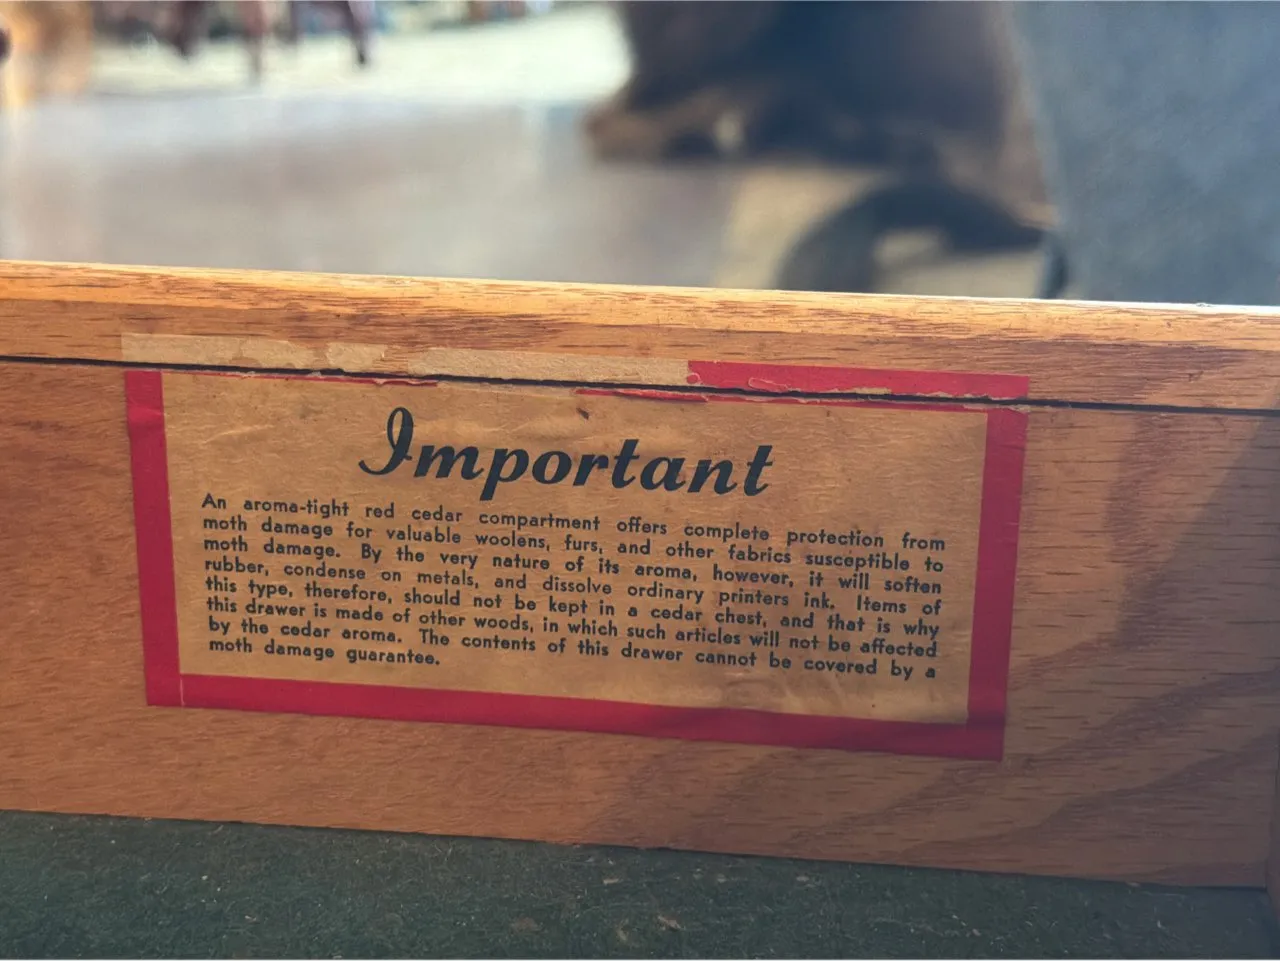 Important
An aroma-tight red cedar compartment offers complete protection from
moth damage for valuable woolens, furs, and other fabrics susceptible to
moth damage. By the very nature of its aroma, however, it will soften
rubber, condense on metals, and dissolve ordinary printers ink. Items of
this type, therefore, should not be kept in a cedar chest, and that is why
this drawer is made of other woods, in which such articles will not be affected
by the cedar aroma. The contents of this drawer cannot be covered by a
moth damage guarantee.